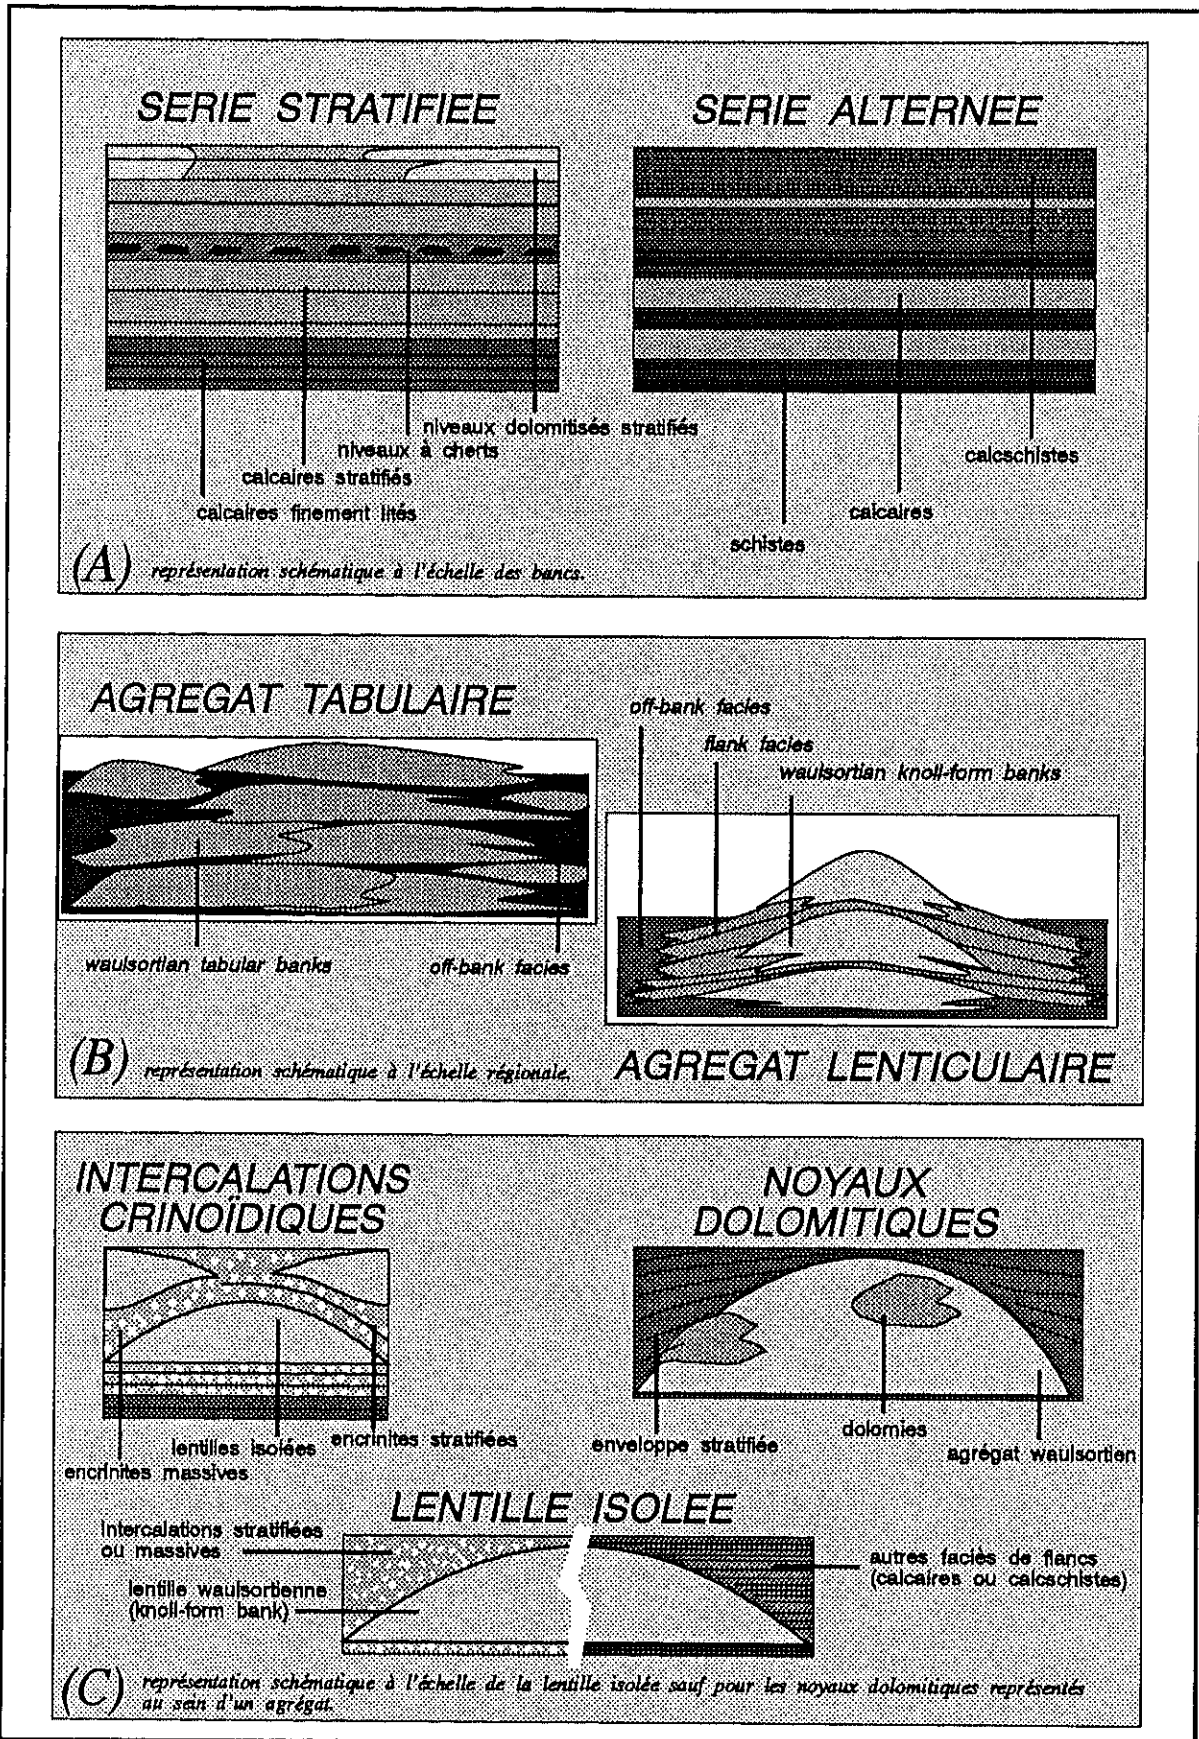 SERIE STRATIFIEE
SERIE ALTERNEE
niveaux dolomitisés stratifiés
niveaux à cherts
calcaires stratifiés
calcaires finement lités
calcschistes
calcaires
schistes
(A) représentation schématique à l'échelle des bancs.
AGREGAT TABULAIRE
off-bank facies
flank facies
waulsortian knoll-form banks
waulsortian tabular banks
off-bank facies
(B) représentation schématique à l'échelle régionale.
AGREGAT LENTICULAIRE
INTERCALATIONS
CRINOÏDIQUES
NOYAUX
DOLOMITIQUES
encrinites stratifiées
lentilles isolées
encrinites massives
dolomies
enveloppe stratifiée
agrégat waulsortien
LENTILLE ISOLEE
Intercalations stratifiées
ou massives
lentille waulsortienne
(knoll-form bank)
autres faciès de flancs
(calcaires ou calcschistes)
(C) représentation schématique à l'échelle de la lentille isolée sauf pour les noyaux dolomitiques représentés
au sein d'un agrégat.